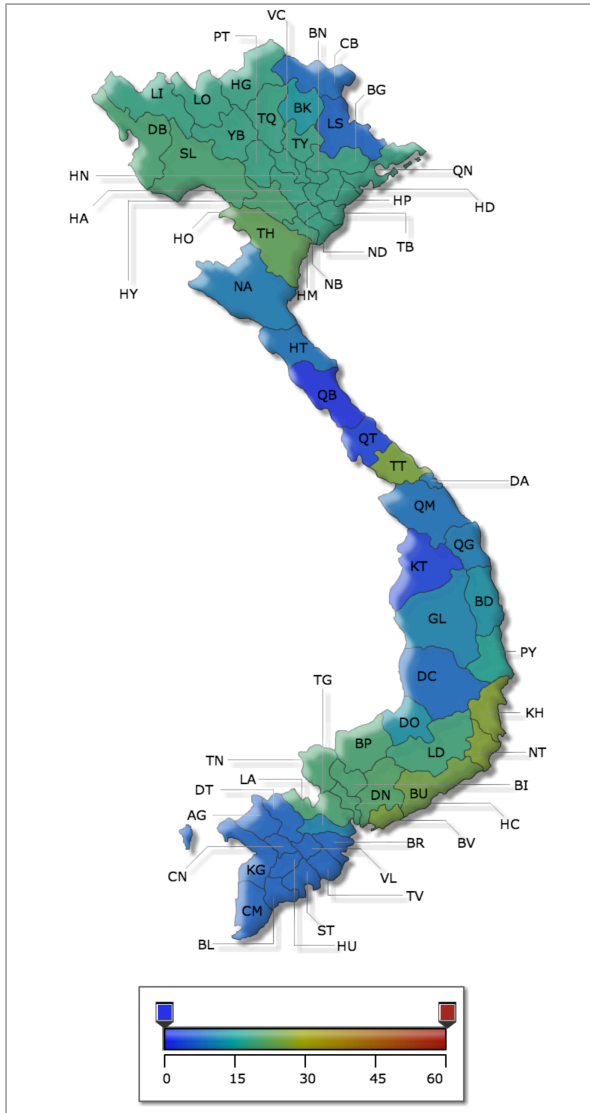 VC
PT
BN
CB
HG
BG
LI
LO
BK
TQ
LS
DB
YB
TY
SL
HN
QN
HA
HP
HD
HO
TH
TB
HY
ND
NB
HM
NA
HT
QB
QT
TT
DA
QM
QG
KT
BD
GL
PY
DC
TG
KH
DO
BP
LD
NT
TN
LA
DT
DN
BU
BI
AG
HC
BR
BV
CN
KG
VL
TV
CM
ST
BL
HU
0 15 30 45 60